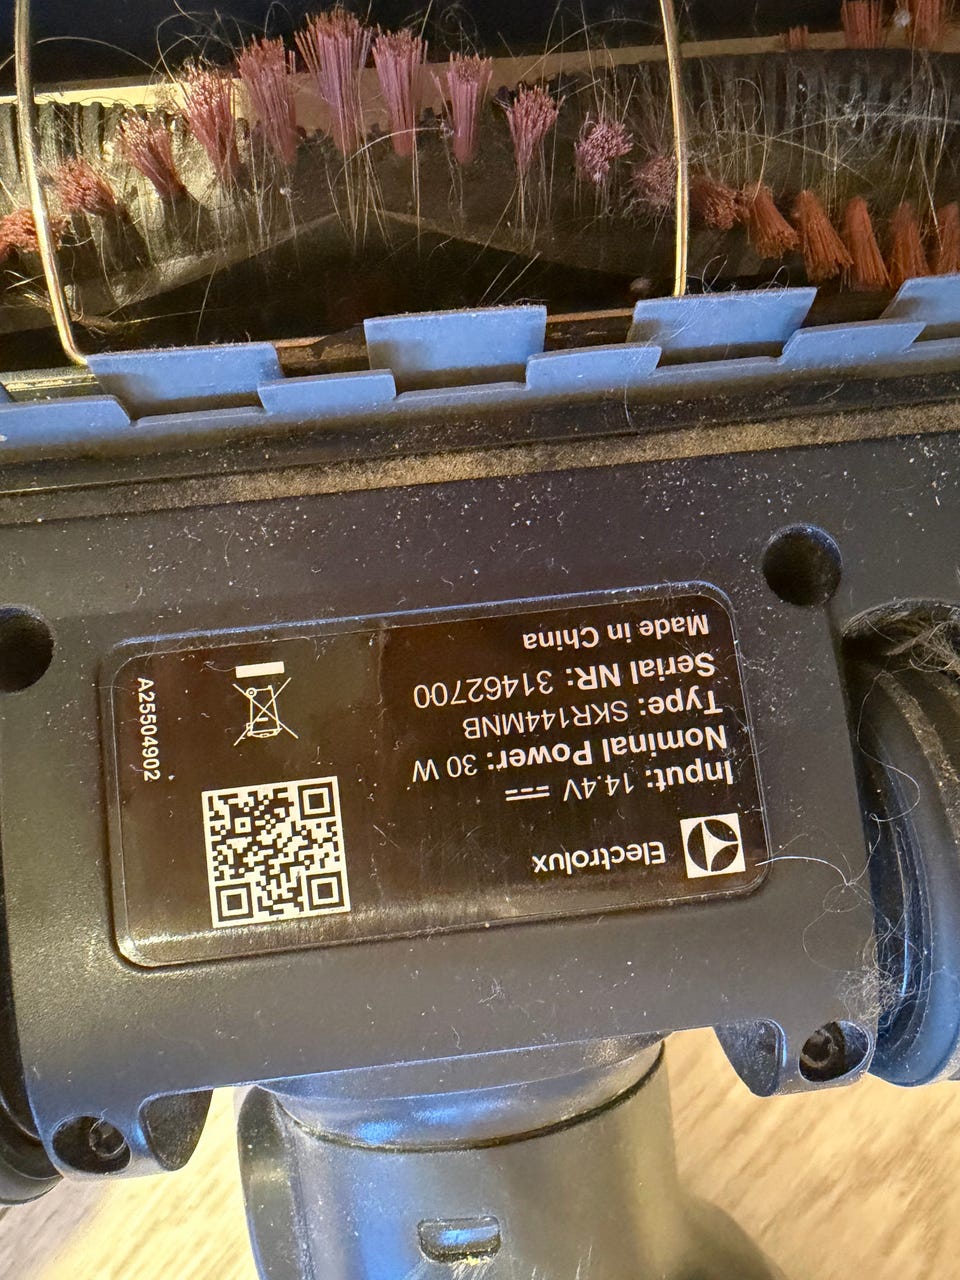 Electrolux
Input: 14.4V ⎓
Nominal Power: 30 W
Type: SKR144MNB
Serial NR: 31462700
Made in China
A25504902